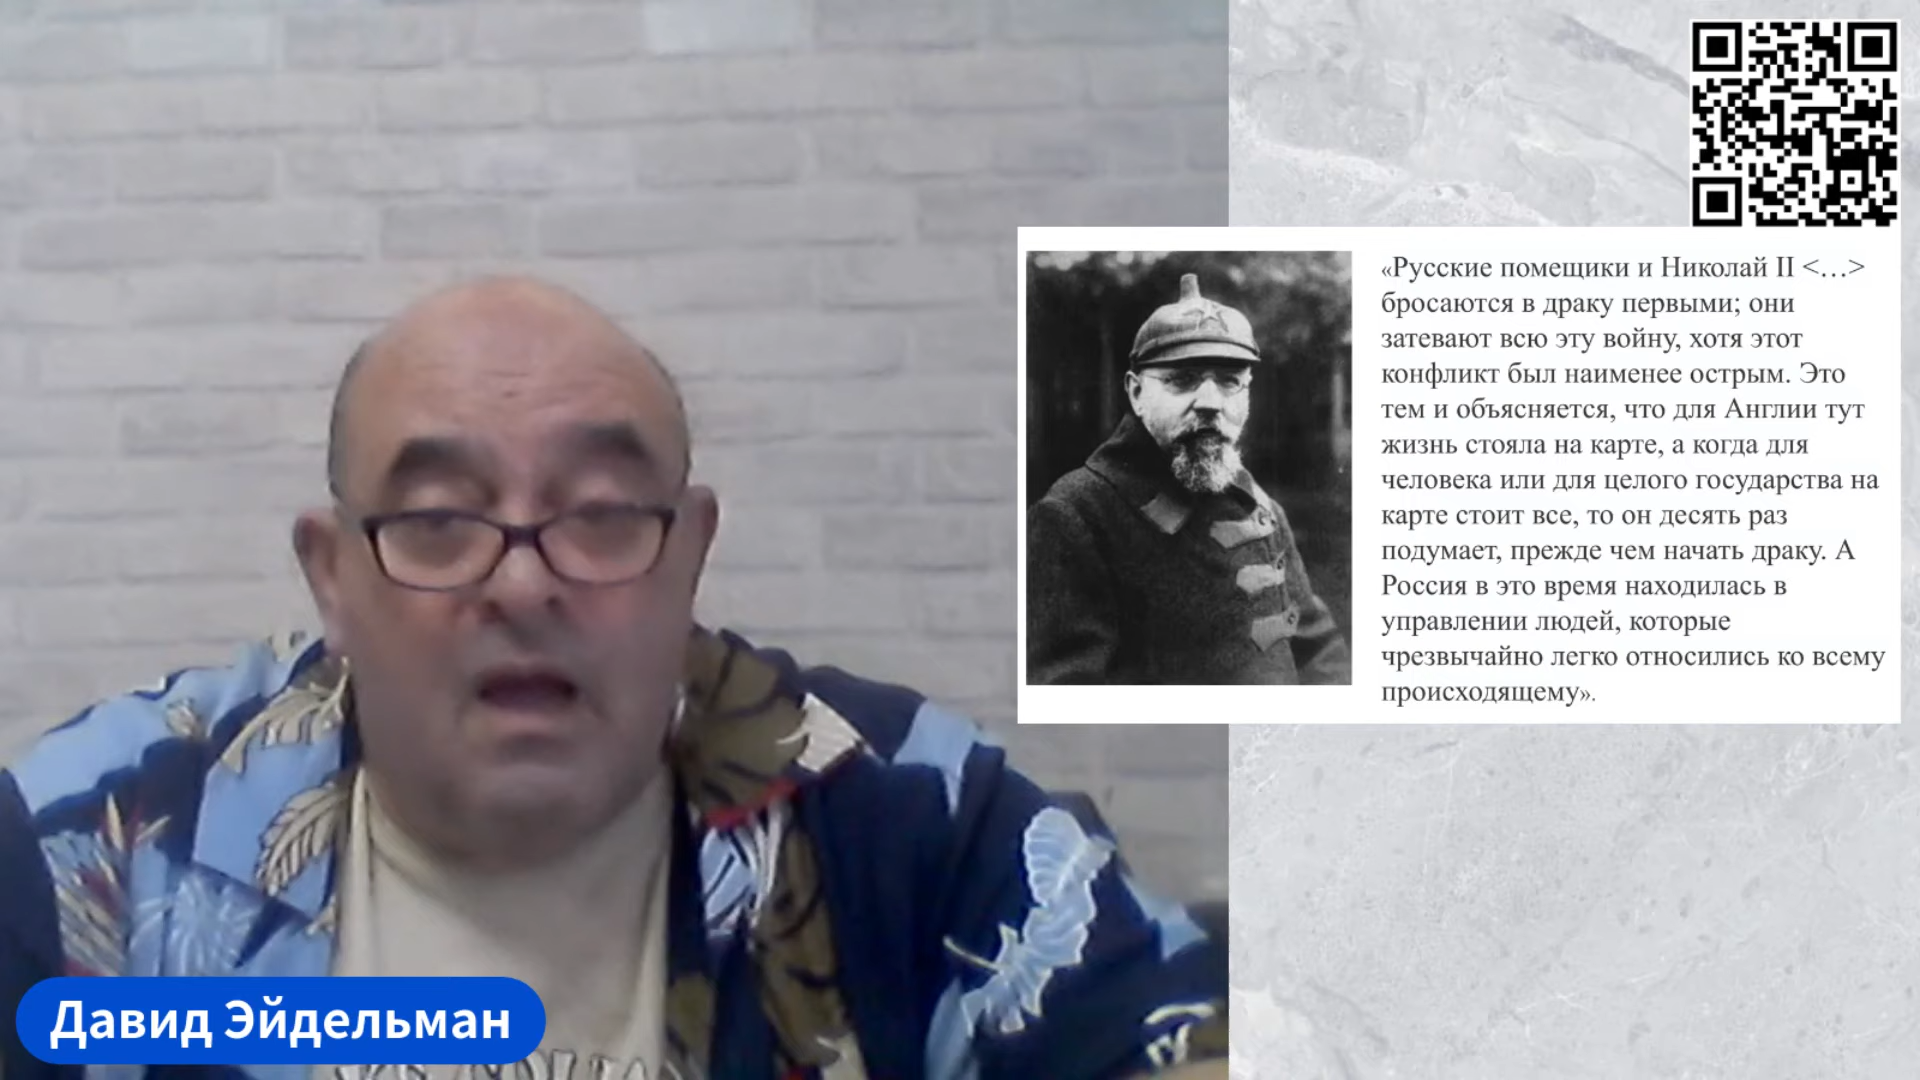 «Русские помещики и Николай II <…>
бросаются в драку первыми; они
затевают всю эту войну, хотя этот
конфликт был наименее острым. Это
тем и объясняется, что для Англии тут
жизнь стояла на карте, а когда для
человека или для целого государства на
карте стоит все, то он десять раз
подумает, прежде чем начать драку. А
Россия в это время находилась в
управлении людей, которые
чрезвычайно легко относились ко всему
происходящему».
Давид Эйдельман